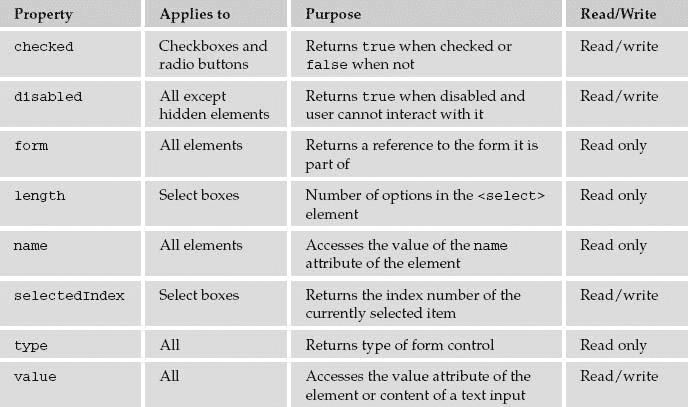 Property Applies to Purpose Read/Write
checked Checkboxes and Returns true when checked or Read/write
radio buttons false when not
disabled All except Returns true when disabled and Read/write
hidden elements user cannot interact with it
form All elements Returns a reference to the form it is Read only
part of
length Select boxes Number of options in the <select> Read only
element
name All elements Accesses the value of the name Read only
attribute of the element
selectedIndex Select boxes Returns the index number of the Read/write
currently selected item
type All Returns type of form control Read only
value All Accesses the value attribute of the Read/write
element or content of a text input